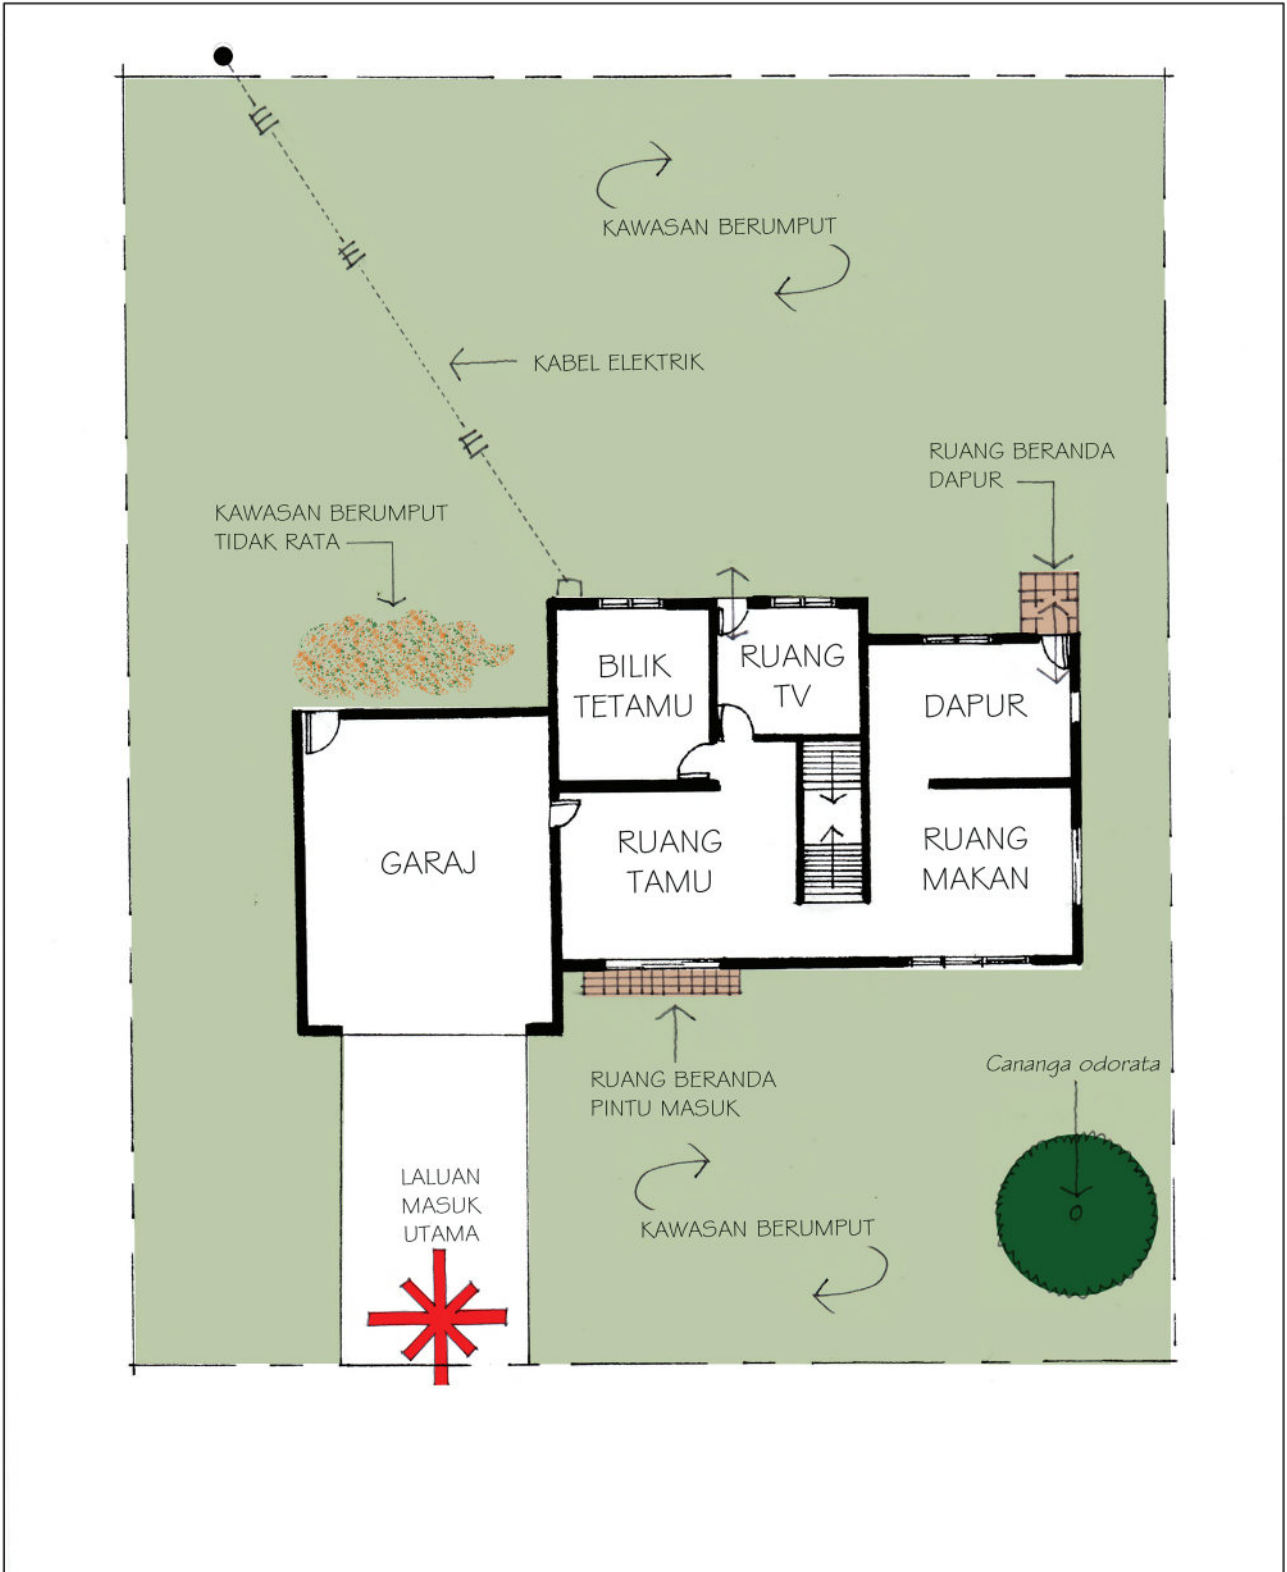 KAWASAN BERUMPUT
KABEL ELEKTRIK
RUANG BERANDA
DAPUR
KAWASAN BERUMPUT
TIDAK RATA
BILIK
TETAMU
RUANG
TV
DAPUR
GARAJ
RUANG
TAMU
RUANG
MAKAN
RUANG BERANDA
PINTU MASUK
Cananga odorata
LALUAN
MASUK
UTAMA
KAWASAN BERUMPUT